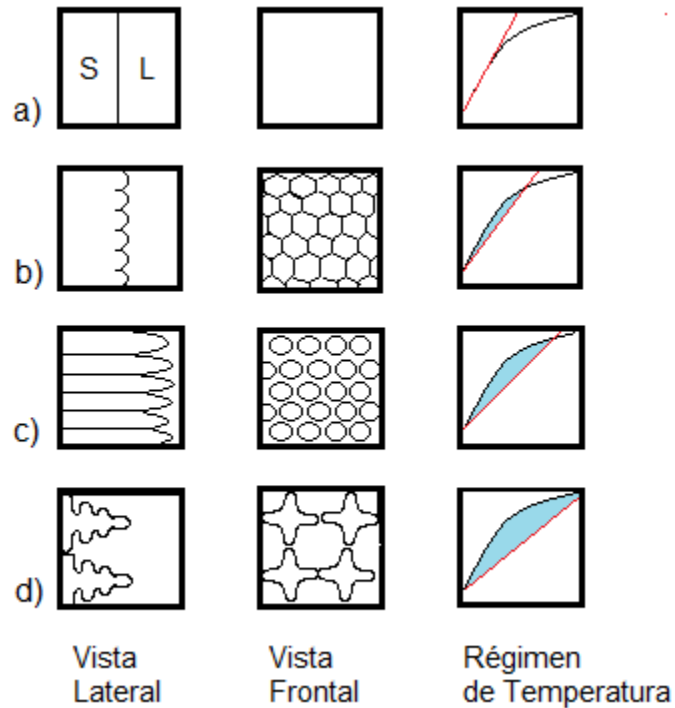 S L
a)
b)
c)
d)
Vista
Lateral
Vista
Frontal
Régimen
de Temperatura